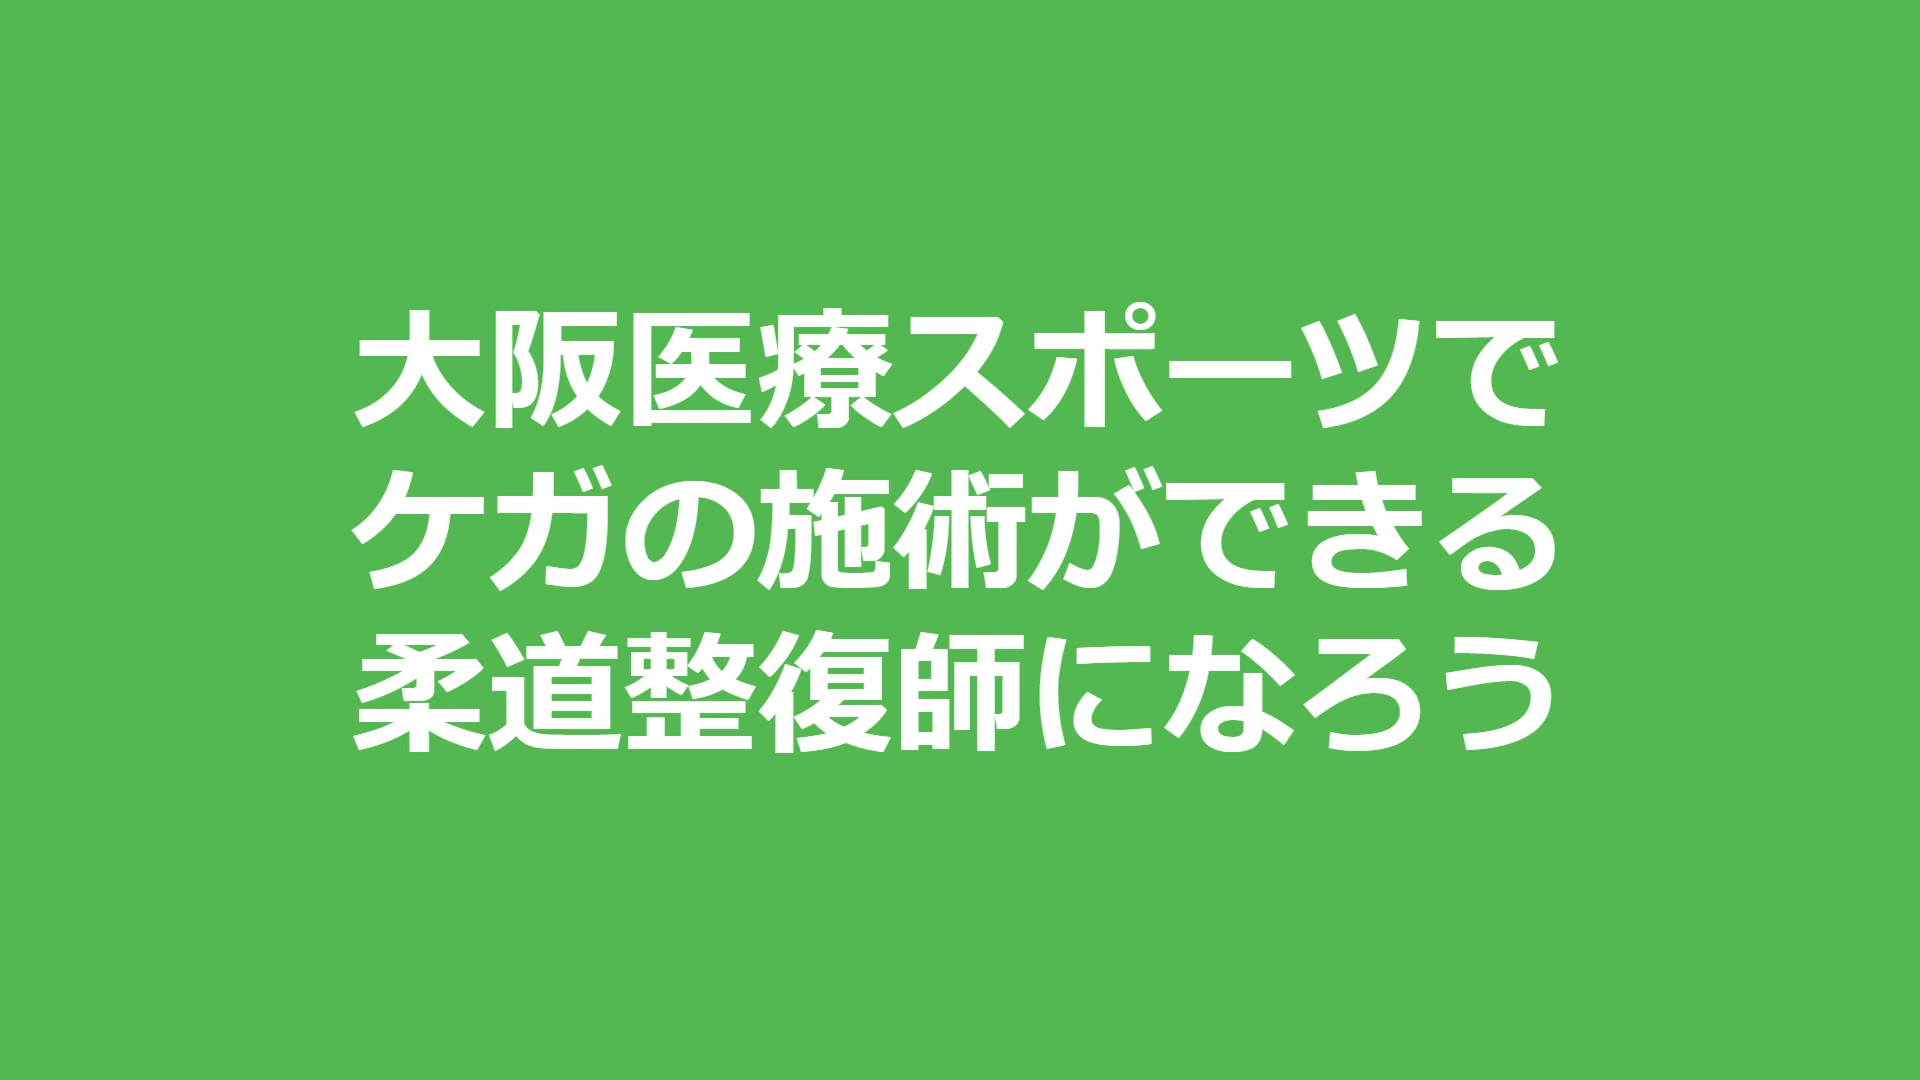 大阪医療スポーツで
ケガの施術ができる
柔道整復師になろう